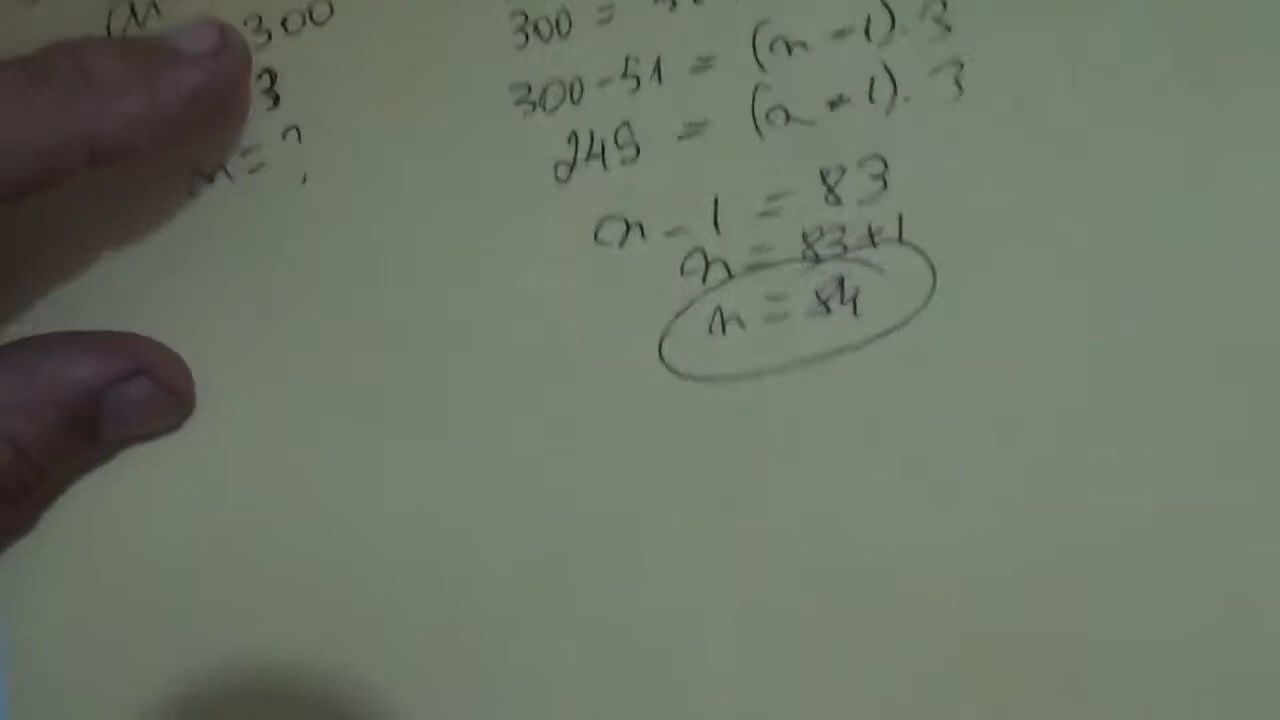 300
3
n = ?
300 =
300 - 51 = (n - 1). 3
249 = (n - 1). 3
n - 1 = 83
n = 83 + 1
n = 84